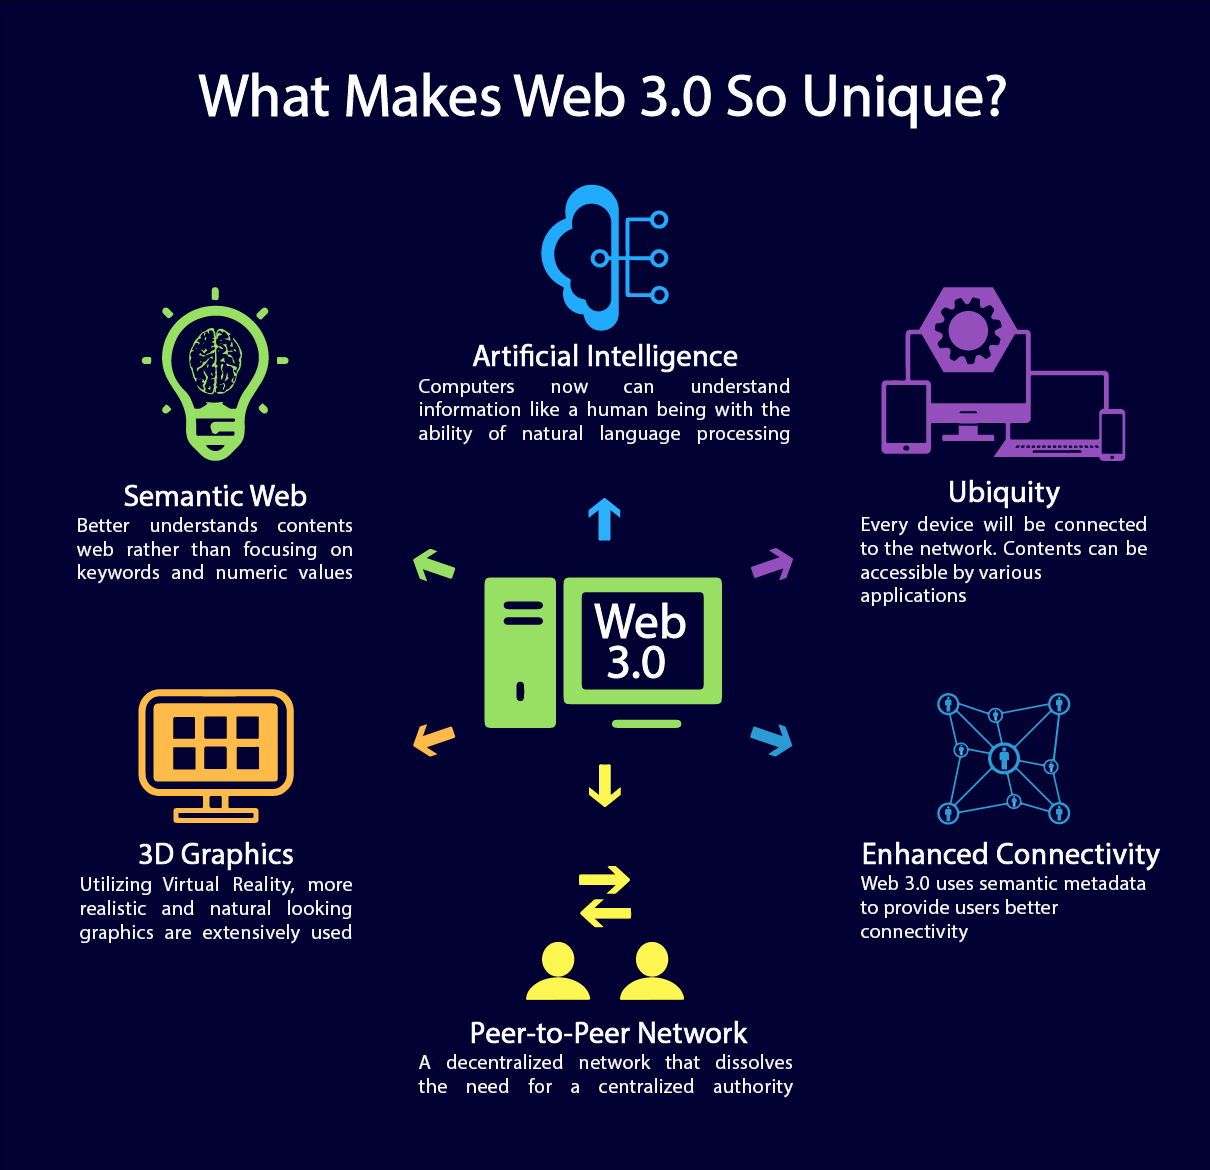 What Makes Web 3.0 So Unique?
Artificial Intelligence
Computers now can understand
information like a human being with the
ability of natural language processing
Semantic Web
Better understands contents
web rather than focusing on
keywords and numeric values
Ubiquity
Every device will be connected
to the network. Contents can be
accessible by various
applications
Web
3.0
3D Graphics
Utilizing Virtual Reality, more
realistic and natural looking
graphics are extensively used
Enhanced Connectivity
Web 3.0 uses semantic metadata
to provide users better
connectivity
Peer-to-Peer Network
A decentralized network that dissolves
the need for a centralized authority